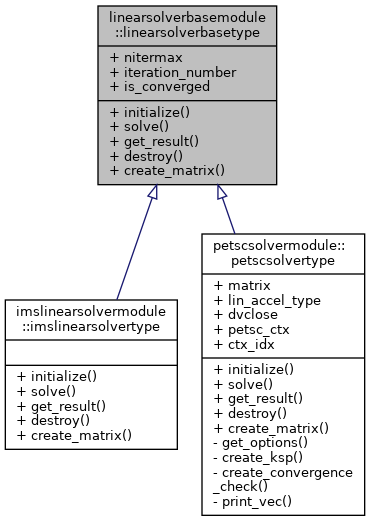 linearsolverbasemodule
::linearsolverbasetype
+ nitermax
+ iteration_number
+ is_converged
+ initialize()
+ solve()
+ get_result()
+ destroy()
+ create_matrix()
imslinearsolvermodule
::imslinearsolvertype
+ initialize()
+ solve()
+ get_result()
+ destroy()
+ create_matrix()
petscsolvermodule::
petscsolvertype
+ matrix
+ lin_accel_type
+ dvclose
+ petsc_ctx
+ ctx_idx
+ initialize()
+ solve()
+ get_result()
+ destroy()
+ create_matrix()
- get_options()
- create_ksp()
- create_convergence
_check()
- print_vec()